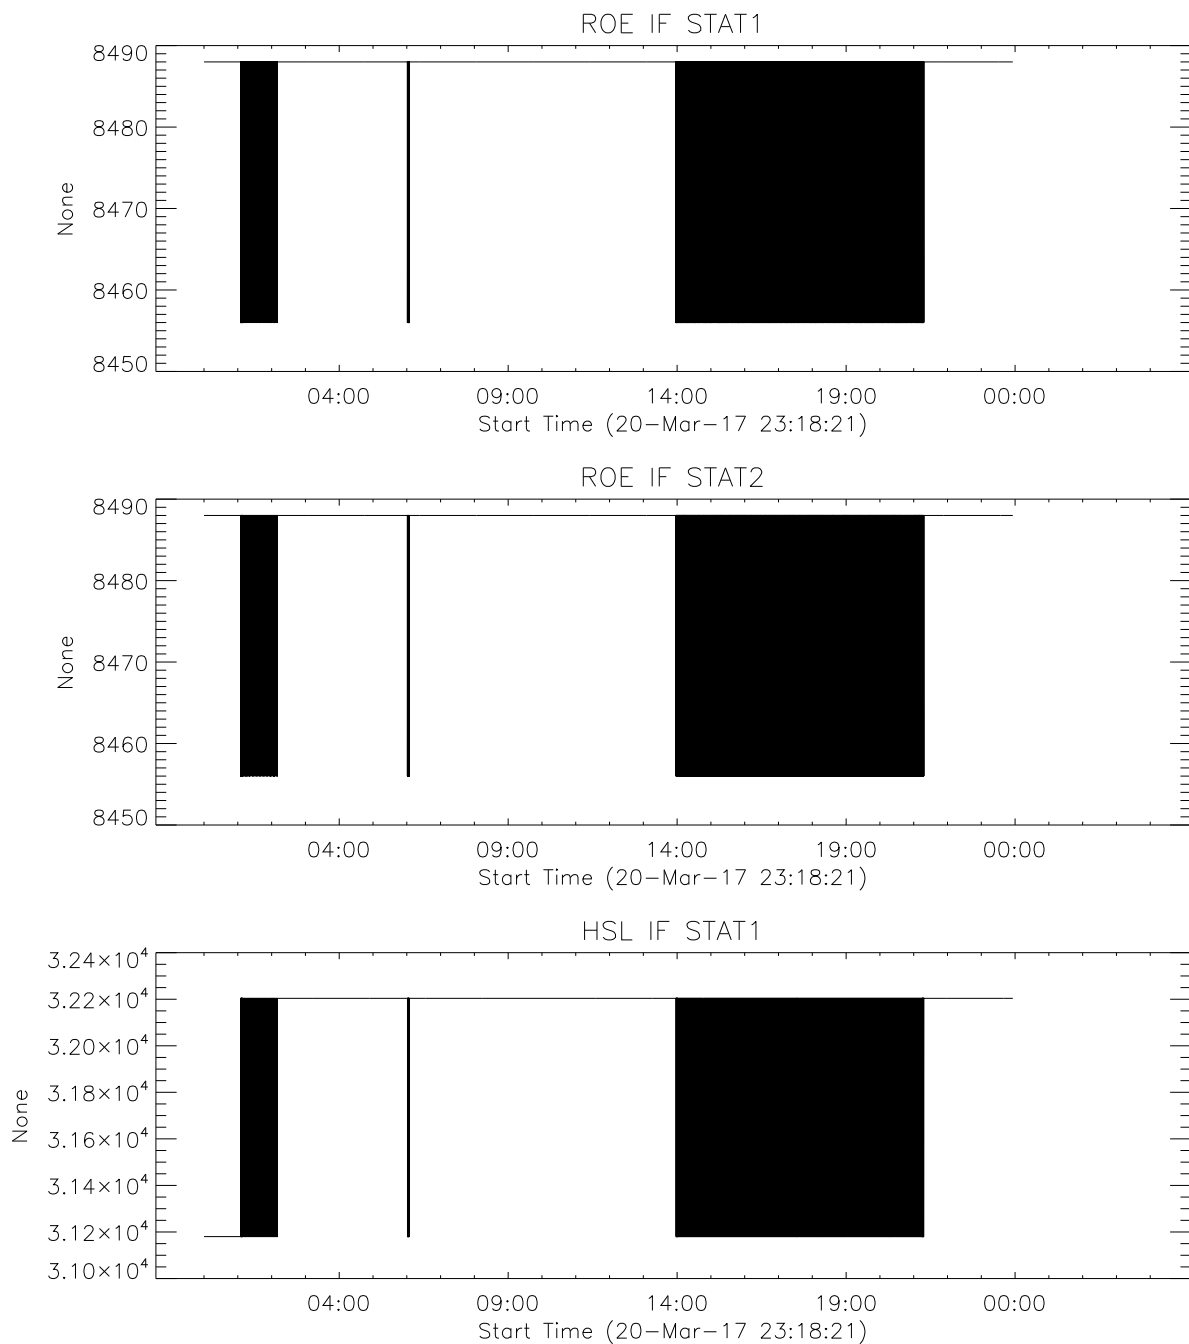 ROE IF STAT1
8490
8480
8470
8460
8450
None
04:00 09:00 14:00 19:00 00:00
Start Time (20-Mar-17 23:18:21)
ROE IF STAT2
8490
8480
8470
8460
8450
None
04:00 09:00 14:00 19:00 00:00
Start Time (20-Mar-17 23:18:21)
HSL IF STAT1
3.24×10⁴
3.22×10⁴
3.20×10⁴
3.18×10⁴
3.16×10⁴
3.14×10⁴
3.12×10⁴
3.10×10⁴
None
04:00 09:00 14:00 19:00 00:00
Start Time (20-Mar-17 23:18:21)